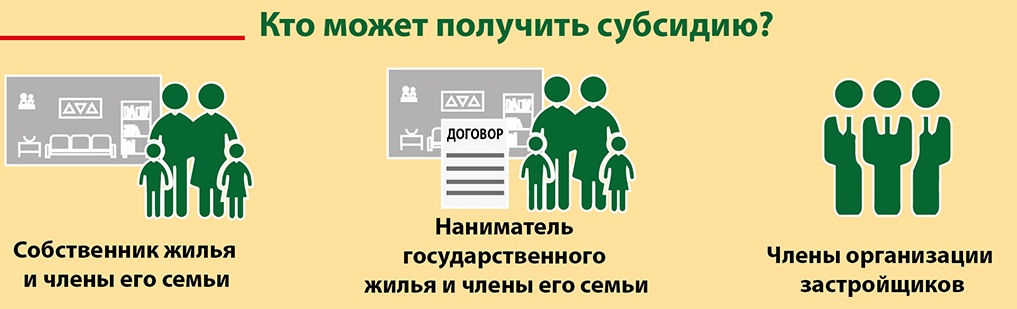 Кто может получить субсидию?
ДОГОВОР
Собственник жилья
и члены его семьи
Наниматель
государственного
жилья и члены его семьи
Члены организации
застройщиков